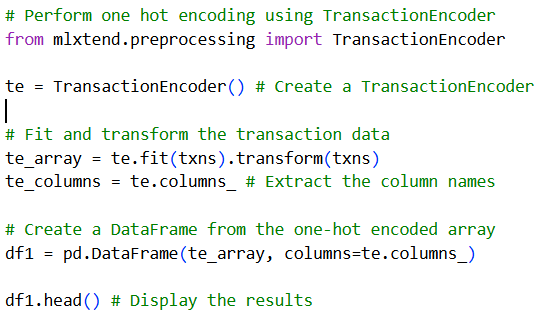 # Perform one hot encoding using TransactionEncoder
from mlxtend.preprocessing import TransactionEncoder
te = TransactionEncoder() # Create a TransactionEncoder
# Fit and transform the transaction data
te_array = te.fit(txns).transform(txns)
te_columns = te.columns_ # Extract the column names
# Create a DataFrame from the one-hot encoded array
df1 = pd.DataFrame(te_array, columns=te.columns_)
df1.head() # Display the results